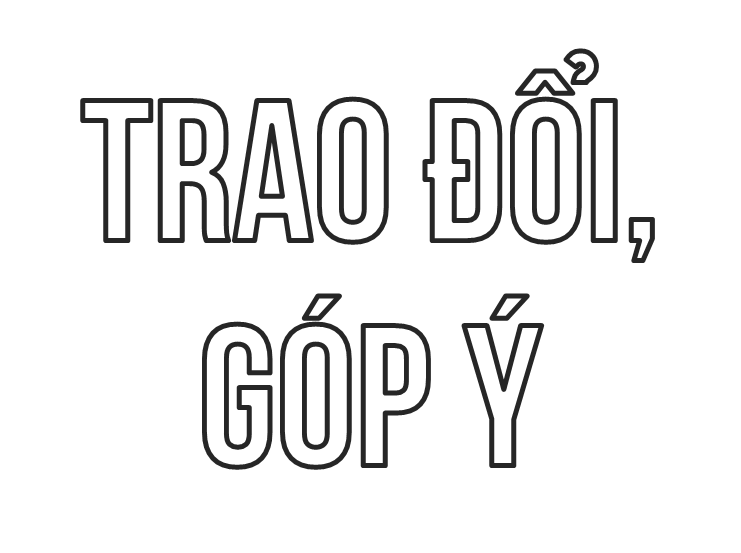 TRAO ĐỔI,
GÓP Ý